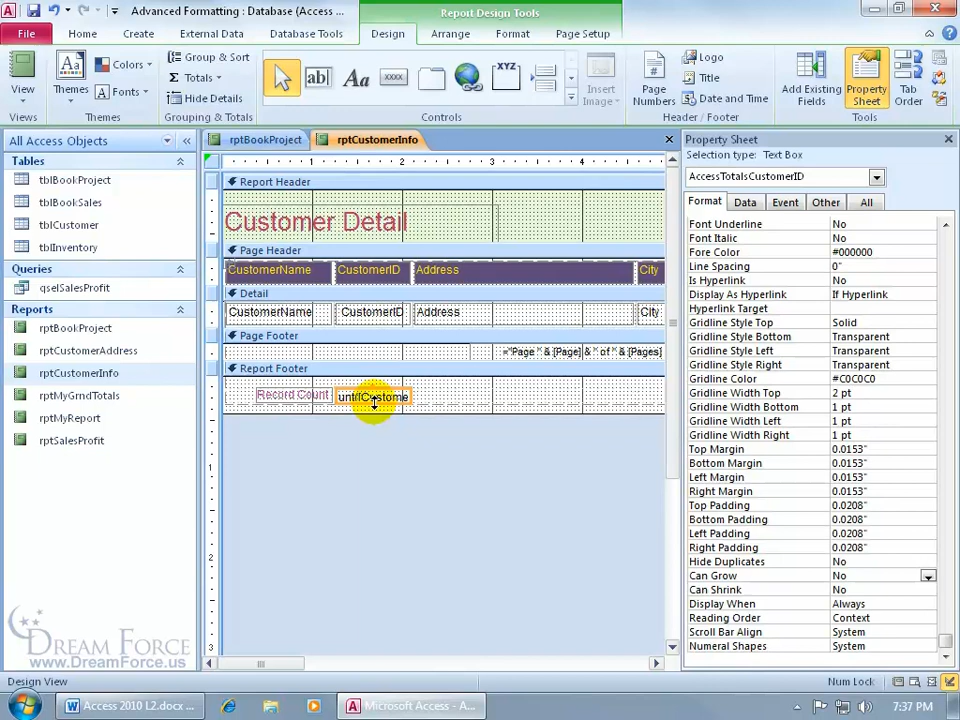 Advanced Formatting : Database (Access ...
Report Design Tools
File
Home
Create
External Data
Database Tools
Design
Arrange
Format
Page Setup
View
Themes
Colors
Fonts
Group & Sort
Totals
Hide Details
ab|
Aa
xxxx
XYZ
Insert
Image
Page
Numbers
Logo
Title
Date and Time
Add Existing
Fields
Property
Sheet
Tab
Order
Views
Themes
Grouping & Totals
Controls
Header / Footer
Tools
All Access Objects
Tables
tblBookProject
tblBookSales
tblCustomer
tblInventory
Queries
qselSalesProfit
Reports
rptBookProject
rptCustomerAddress
rptCustomerInfo
rptMyGrndTotals
rptMyReport
rptSalesProfit
DREAM FORCE
www.DreamForce.us
rptBookProject
rptCustomerInfo
1 2 3 4
Report Header
Customer Detail
Page Header
CustomerName CustomerID Address City
Detail
CustomerName CustomerID Address City
Page Footer
="Page " & [Page] & " of " & [Pages]
Report Footer
Record Count
1
2
3
Property Sheet
Selection type: Text Box
AccessTotalsCustomerID
Format Data Event Other All
Font Underline No
Font Italic No
Fore Color #000000
Line Spacing 0"
Is Hyperlink No
Display As Hyperlink If Hyperlink
Hyperlink Target
Gridline Style Top Solid
Gridline Style Bottom Transparent
Gridline Style Left Transparent
Gridline Style Right Transparent
Gridline Color #C0C0C0
Gridline Width Top 2 pt
Gridline Width Bottom 1 pt
Gridline Width Left 1 pt
Gridline Width Right 1 pt
Top Margin 0.0153"
Bottom Margin 0.0153"
Left Margin 0.0153"
Right Margin 0.0153"
Top Padding 0.0208"
Bottom Padding 0.0208"
Left Padding 0.0208"
Right Padding 0.0208"
Hide Duplicates No
Can Grow No
Can Shrink No
Display When Always
Reading Order Context
Scroll Bar Align System
Numeral Shapes System
Design View
Num Lock
Access 2010 L2.docx ...
Microsoft Access - A...
7:37 PM